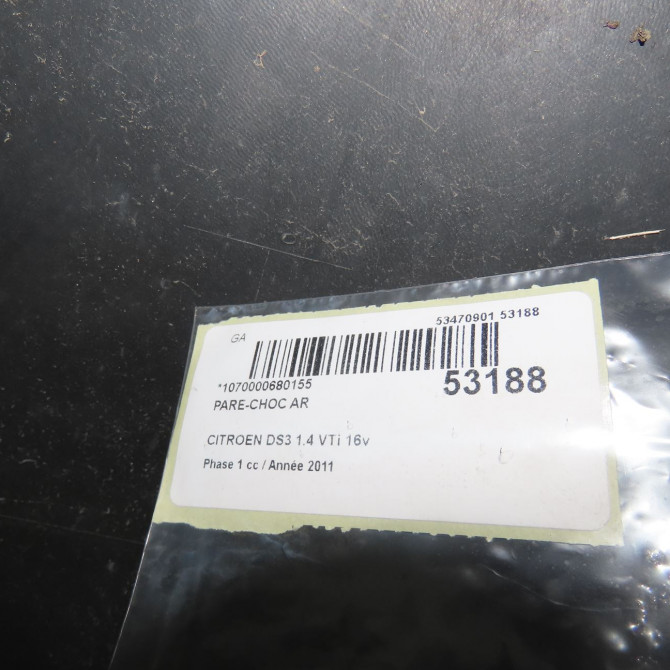 53470901 53188
GA
*1070000680155
53188
PARE-CHOC AR
CITROEN DS3 1.4 VTi 16v
Phase 1 cc / Année 2011